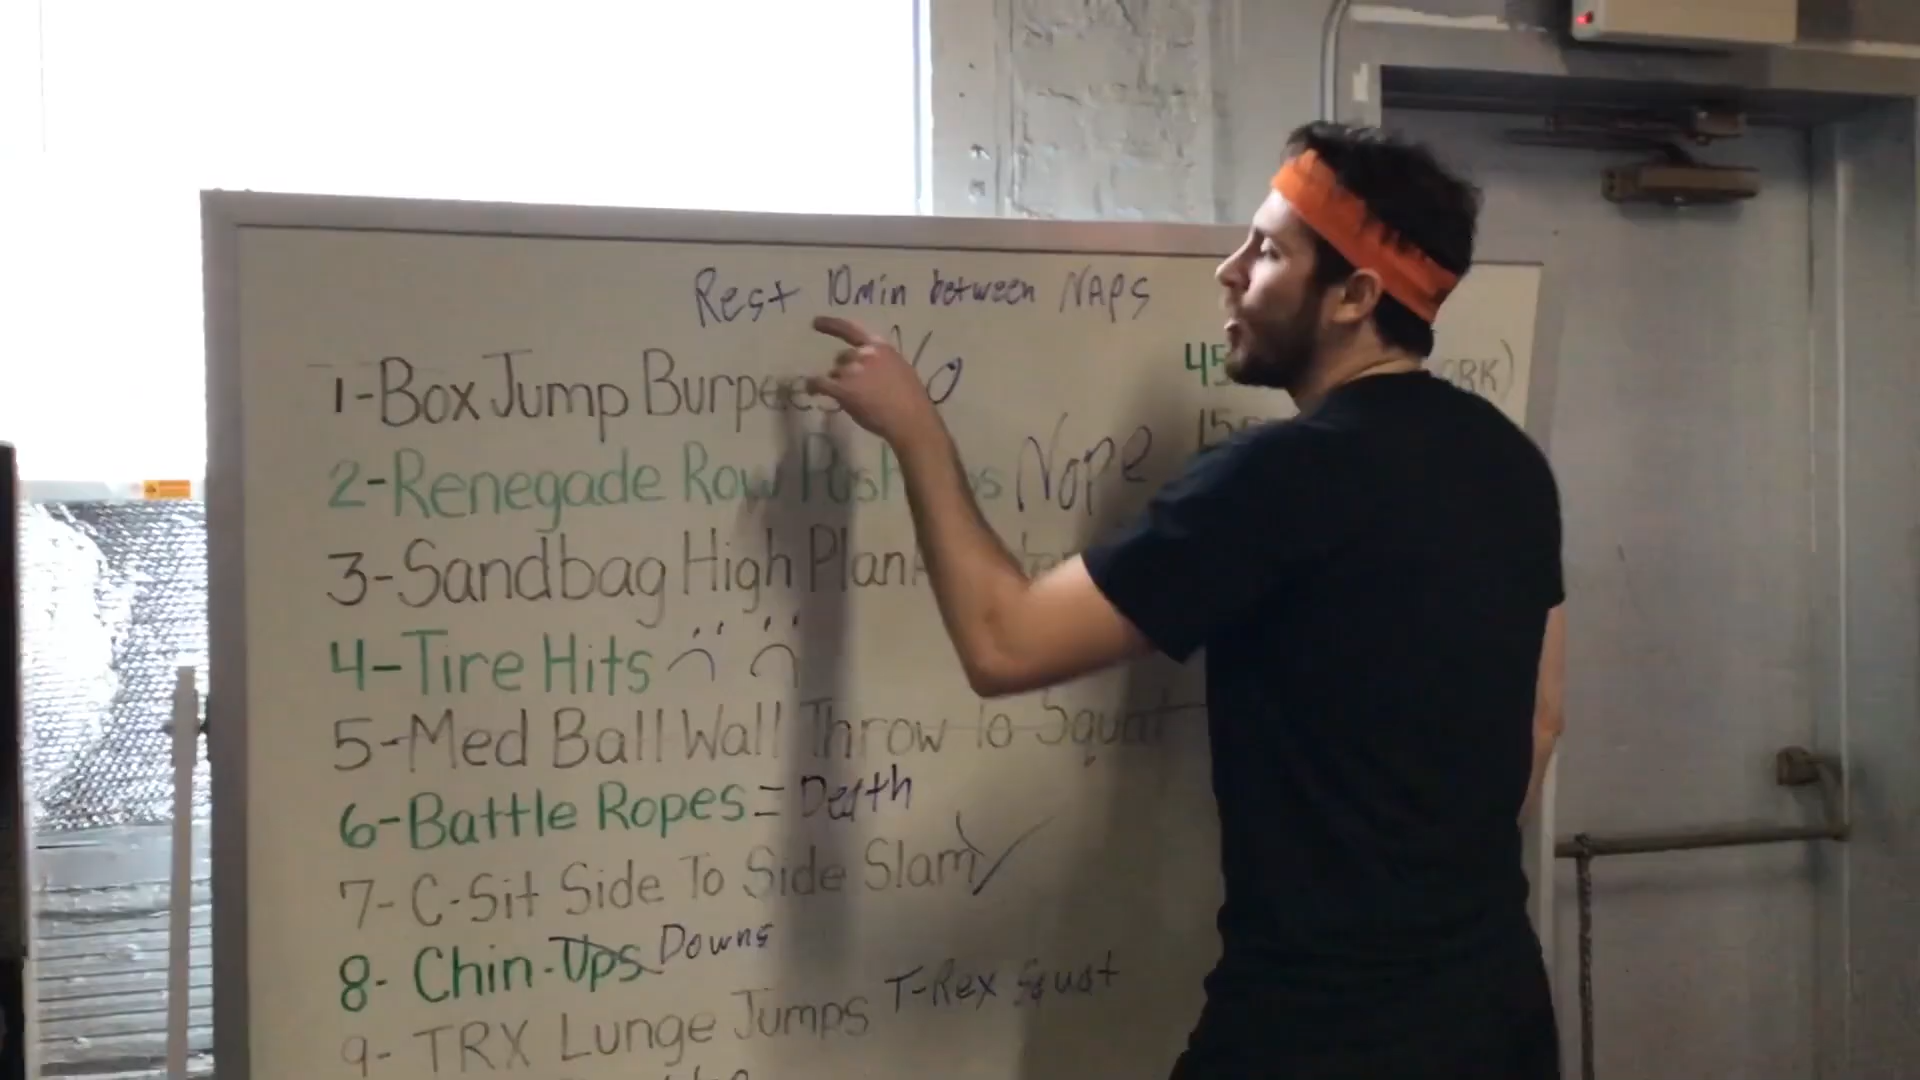 Rest 10min between NAPS
1-Box Jump Burpees No
45
15
2-Renegade Row Push Nope
3-Sandbag High Plank
4-Tire Hits :( :(
5-Med Ball Wall Throw To Squat
6-Battle Ropes = Death
7- C-Sit Side To Side Slam ✓
8- Chin-Ups Downs
9- TRX Lunge Jumps T-Rex Squat